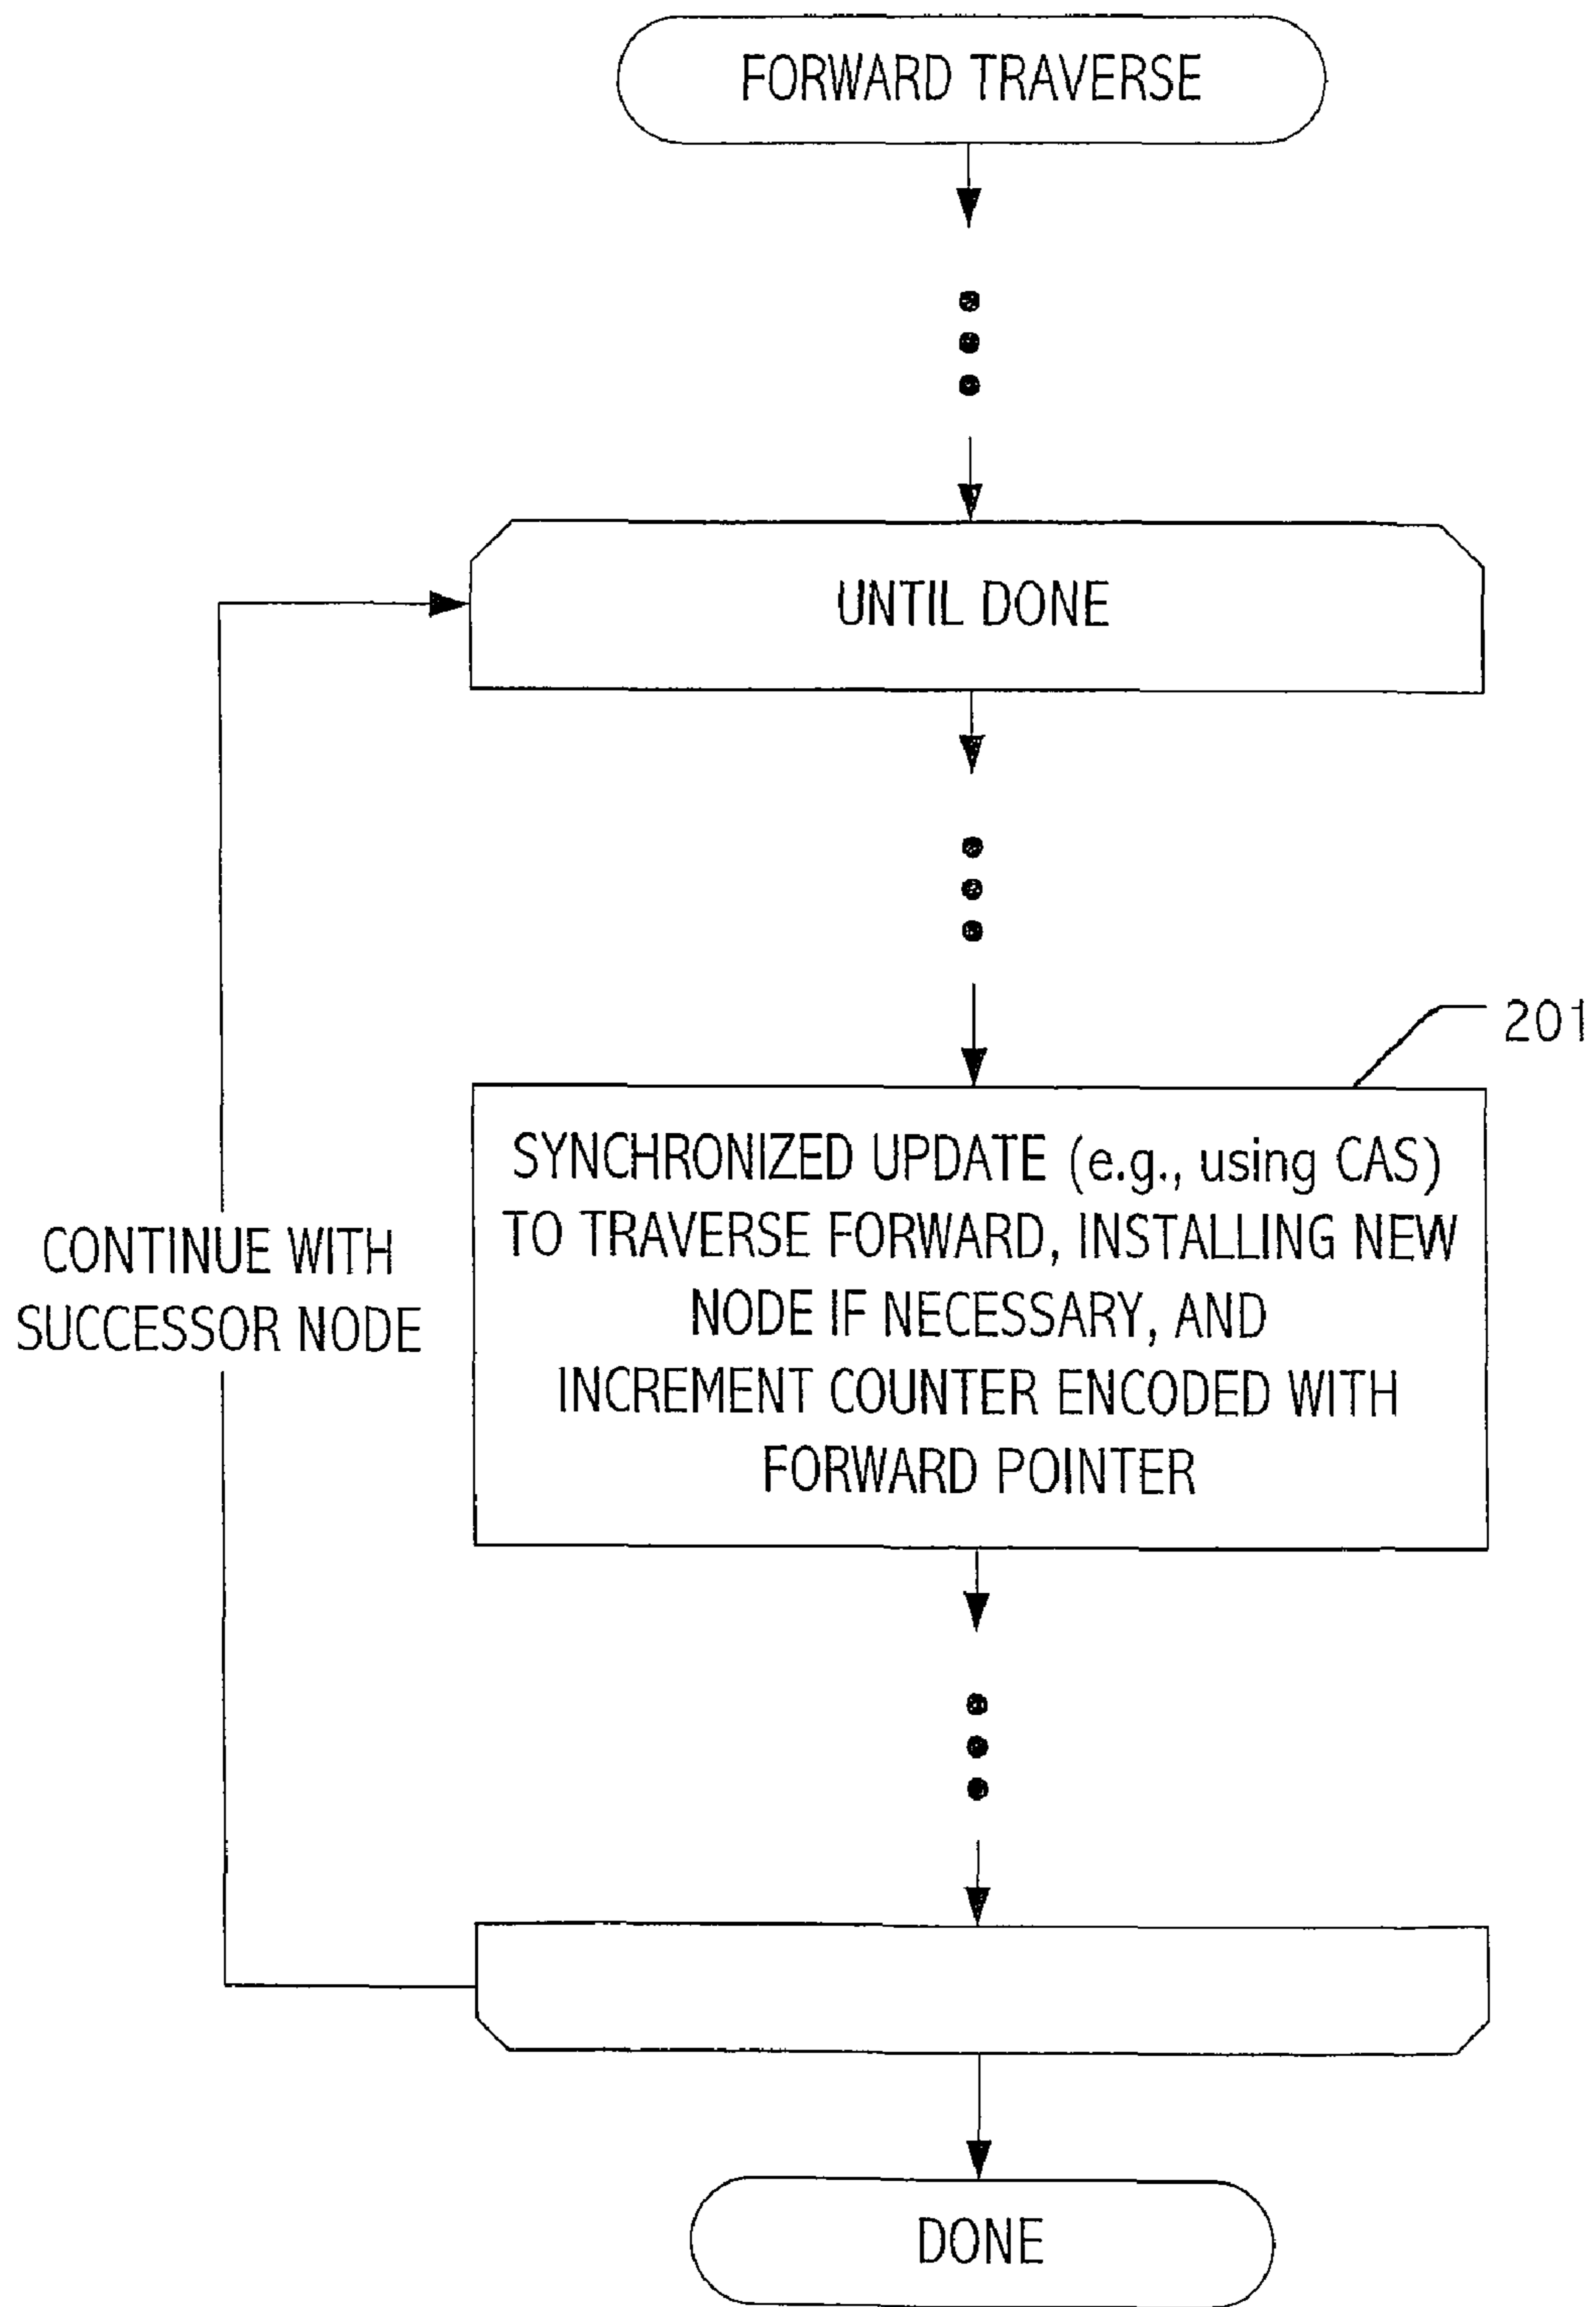 FORWARD TRAVERSE
UNTIL DONE
201
SYNCHRONIZED UPDATE (e.g., using CAS)
TO TRAVERSE FORWARD, INSTALLING NEW
NODE IF NECESSARY, AND
INCREMENT COUNTER ENCODED WITH
FORWARD POINTER
CONTINUE WITH
SUCCESSOR NODE
DONE